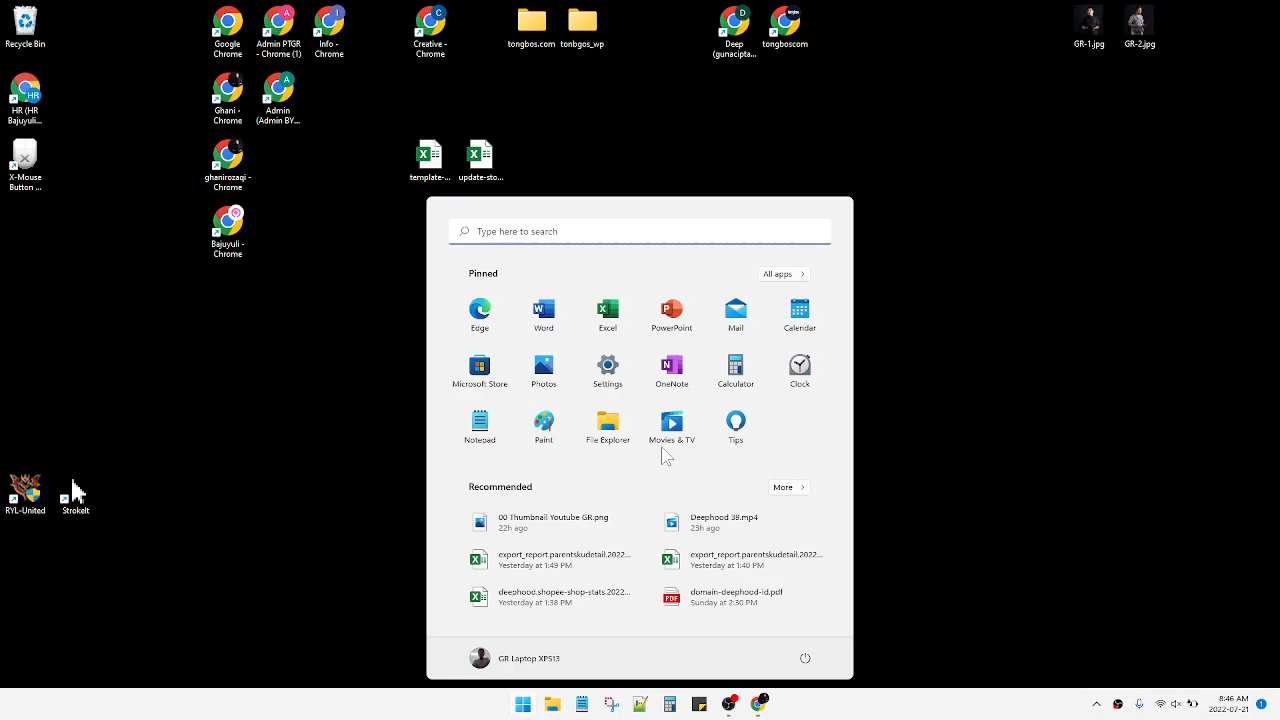 Recycle Bin
Google Chrome
Admin PTGR - Chrome (1)
Info - Chrome
Creative - Chrome
tongbos.com
tonbgos_wp
Deep (gunacipta...
tongboscom
GR-1.jpg
GR-2.jpg
HR (HR Bajuyuli...
Ghani - Chrome
Admin (Admin BY...
X-Mouse Button ...
ghanirozaqi - Chrome
template-...
update-sto...
Bajuyuli - Chrome
RYL-United
StrokeIt
Type here to search
Pinned
All apps
Edge
Word
Excel
PowerPoint
Mail
Calendar
Microsoft Store
Photos
Settings
OneNote
Calculator
Clock
Notepad
Paint
File Explorer
Movies & TV
Tips
Recommended
More
00 Thumbnail Youtube GR.png
22h ago
Deephood 39.mp4
23h ago
export_report.parentskudetail.2022...
Yesterday at 1:49 PM
export_report.parentskudetail.2022...
Yesterday at 1:40 PM
deephood.shopee-shop-stats.2022...
Yesterday at 1:38 PM
domain-deephood-id.pdf
Sunday at 2:30 PM
GR Laptop XPS13
8:46 AM
2022-07-21